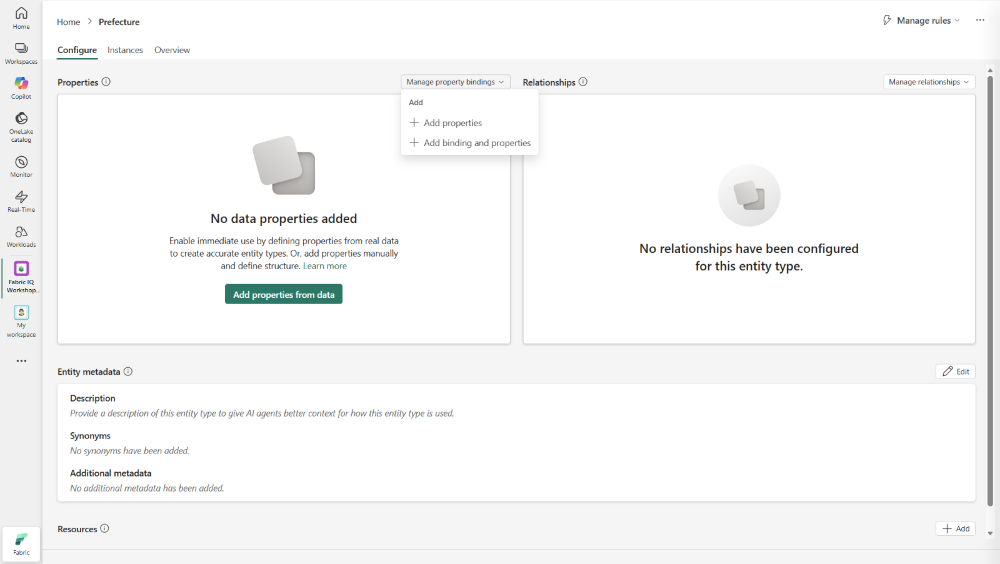 Home
Workspaces
Copilot
OneLake
catalog
Monitor
Real-Time
Workloads
Fabric IQ
Workshop...
My
workspace
Fabric
Home > Prefecture
Manage rules
Configure Instances Overview
Properties
Manage property bindings
Add
Add properties
Add binding and properties
No data properties added
Enable immediate use by defining properties from real data
to create accurate entity types. Or, add properties manually
and define structure. Learn more
Add properties from data
Relationships
Manage relationships
No relationships have been configured
for this entity type.
Entity metadata
Edit
Description
Provide a description of this entity type to give AI agents better context for how this entity type is used.
Synonyms
No synonyms have been added.
Additional metadata
No additional metadata has been added.
Resources
Add